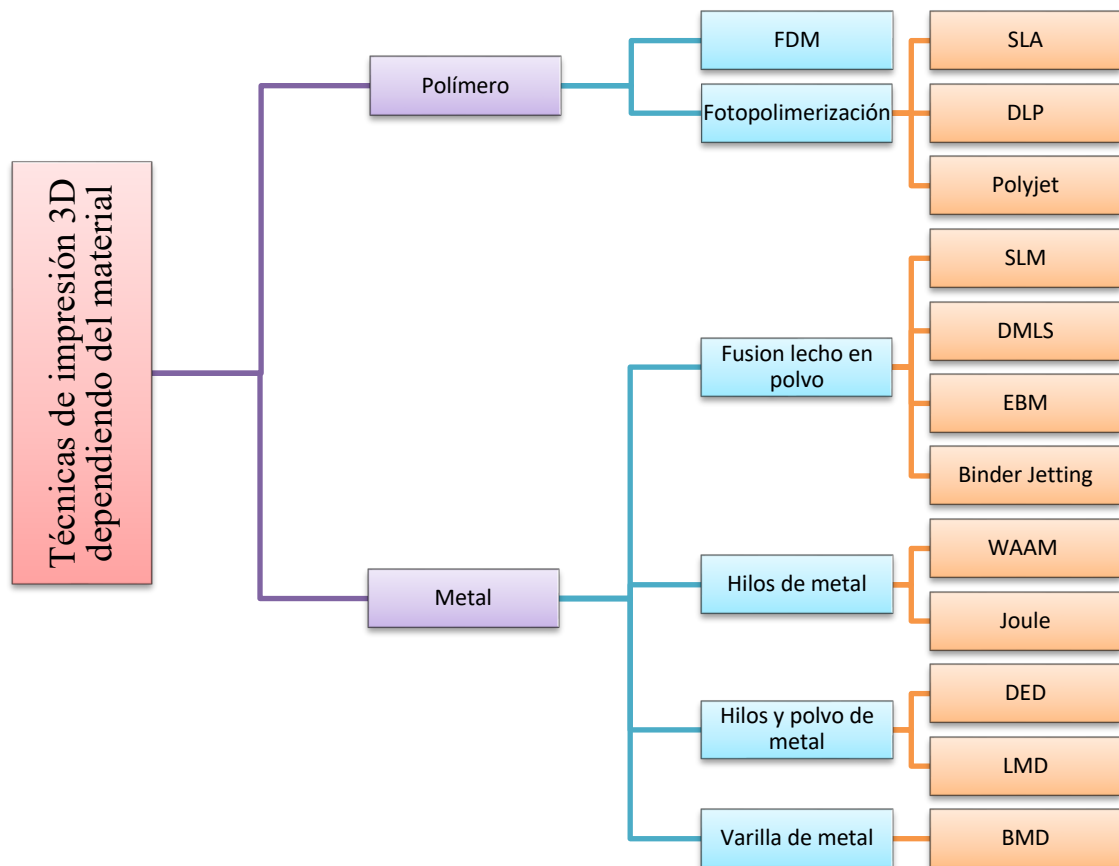 Técnicas de impresión 3D
dependiendo del material
Polímero
FDM
Fotopolimerización
SLA
DLP
Polyjet
Metal
Fusion lecho en
polvo
SLM
DMLS
EBM
Binder Jetting
Hilos de metal
WAAM
Joule
Hilos y polvo de
metal
DED
LMD
Varilla de metal
BMD